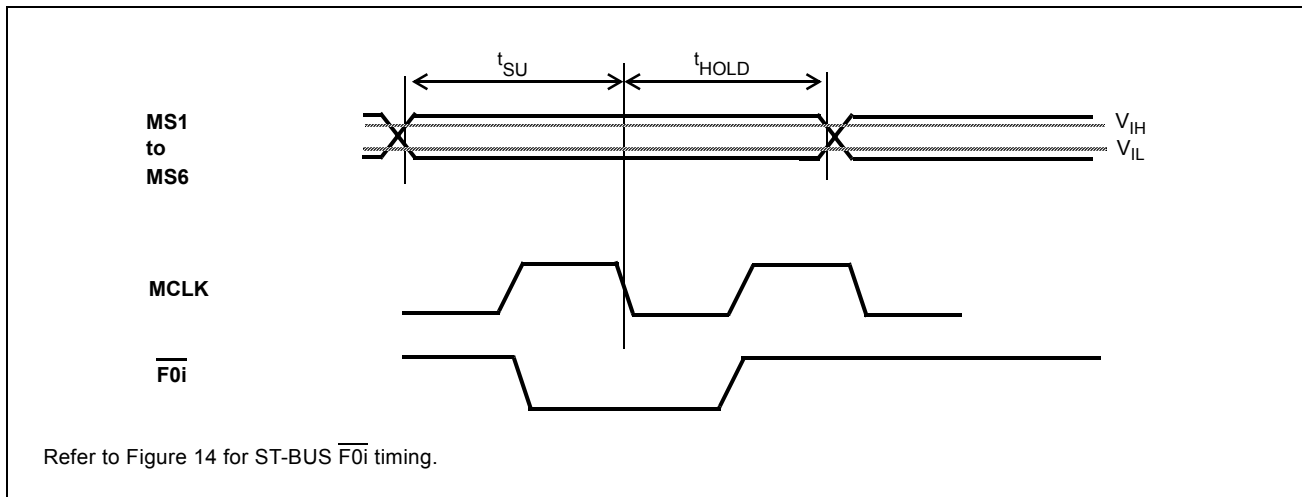 tSU
tHOLD
MS1
to
MS6
VIH
VIL
MCLK
F0i
Refer to Figure 14 for ST-BUS F0i timing.